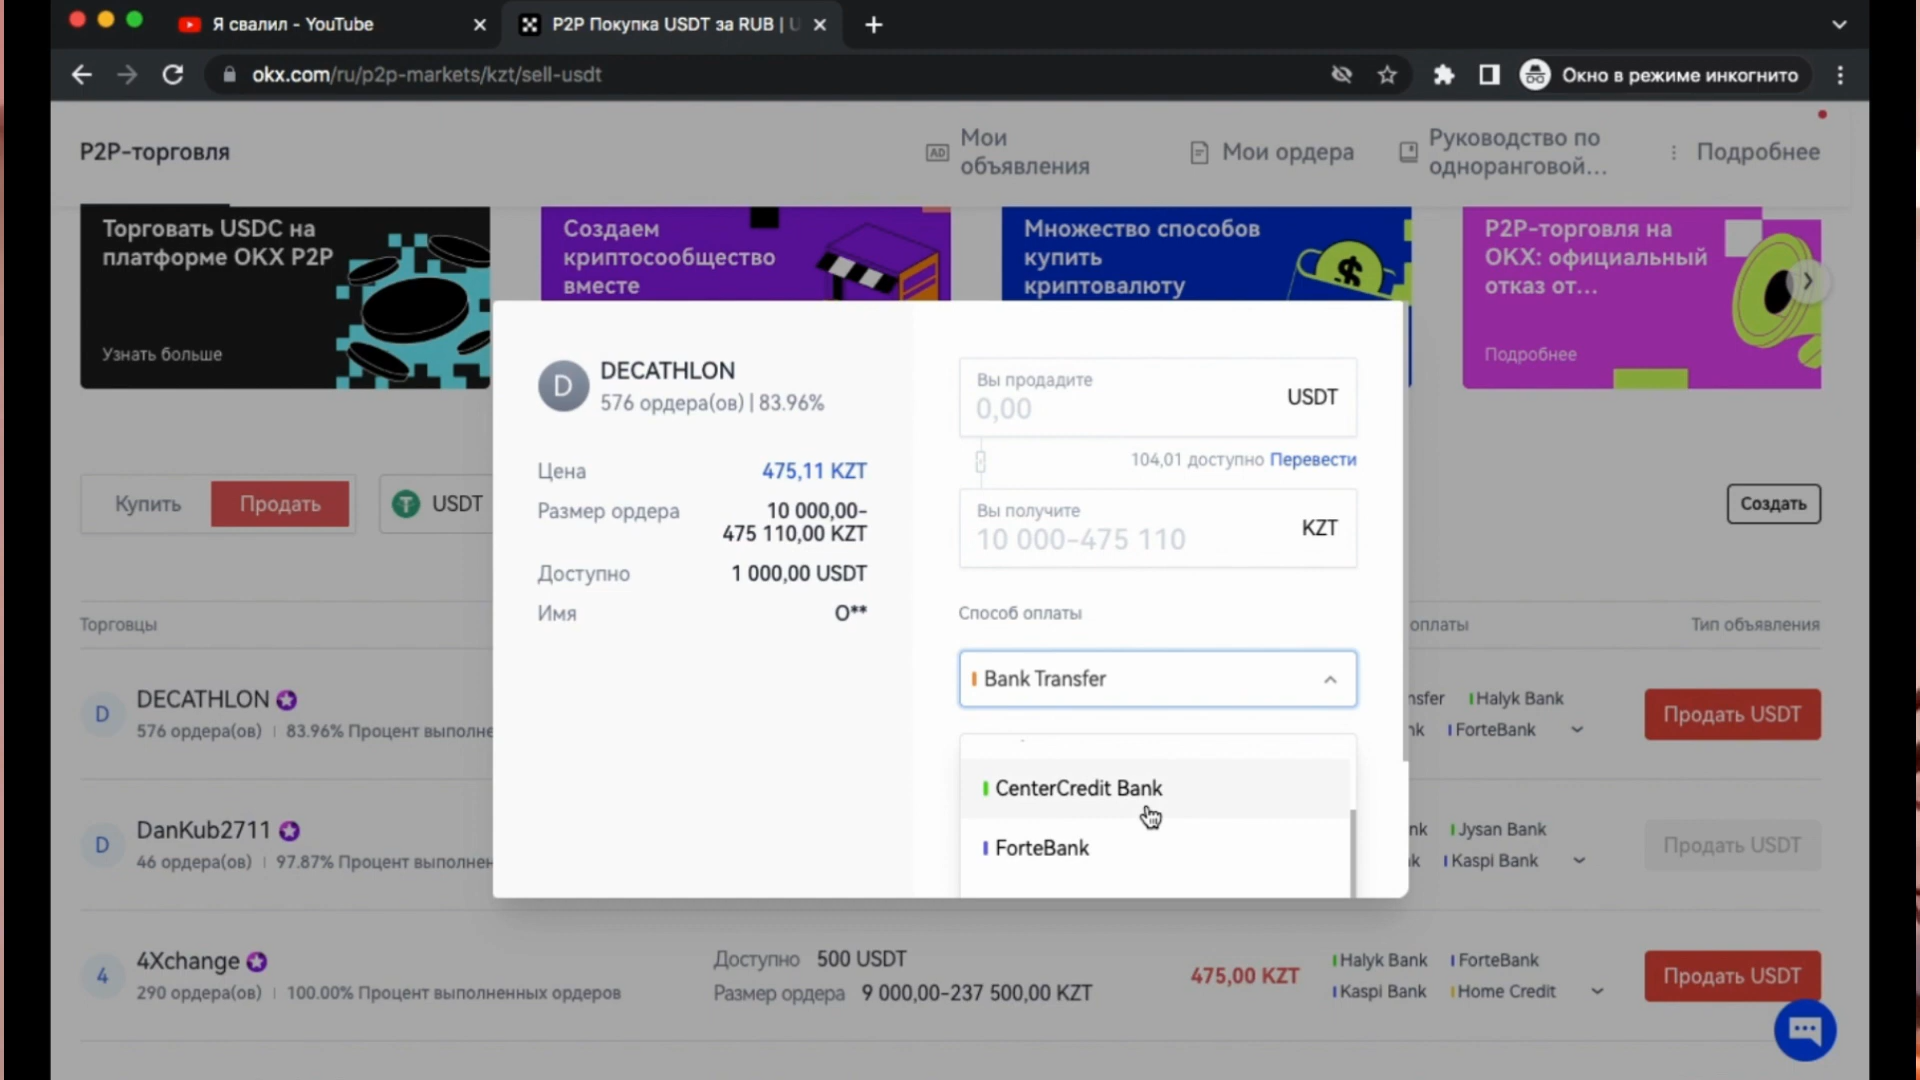 Я свалил - YouTube
P2P Покупка USDT за RUB | U
okx.com/ru/p2p-markets/kzt/sell-usdt
Окно в режиме инкогнито
P2P-торговля
AD
Мои
объявления
Мои ордера
Руководство по
одноранговой...
Подробнее
Торговать USDC на
платформе OKX P2P
Узнать больше
Создаем
криптосообщество
вместе
Множество способов
купить
криптовалюту
P2P-торговля на
OKX: официальный
отказ от...
Подробнее
D
DECATHLON
576 ордера(ов) | 83.96%
Цена
475,11 KZT
Размер ордера
10 000,00-
475 110,00 KZT
Доступно
1 000,00 USDT
Имя
O**
Вы продадите
0,00
USDT
104,01 доступно Перевести
Вы получите
10 000-475 110
KZT
Способ оплаты
Bank Transfer
CenterCredit Bank
ForteBank
Купить
Продать
USDT
Создать
Торговцы
оплаты
Тип объявления
D
DECATHLON
576 ордера(ов) | 83.96% Процент выполне
nsfer
Halyk Bank
nk
ForteBank
Продать USDT
D
DanKub2711
46 ордера(ов) | 97.87% Процент выполнен
nk
Jysan Bank
k
Kaspi Bank
Продать USDT
4
4Xchange
290 ордера(ов) | 100.00% Процент выполненных ордеров
Доступно 500 USDT
Размер ордера 9 000,00-237 500,00 KZT
475,00 KZT
Halyk Bank
ForteBank
Kaspi Bank
Home Credit
Продать USDT